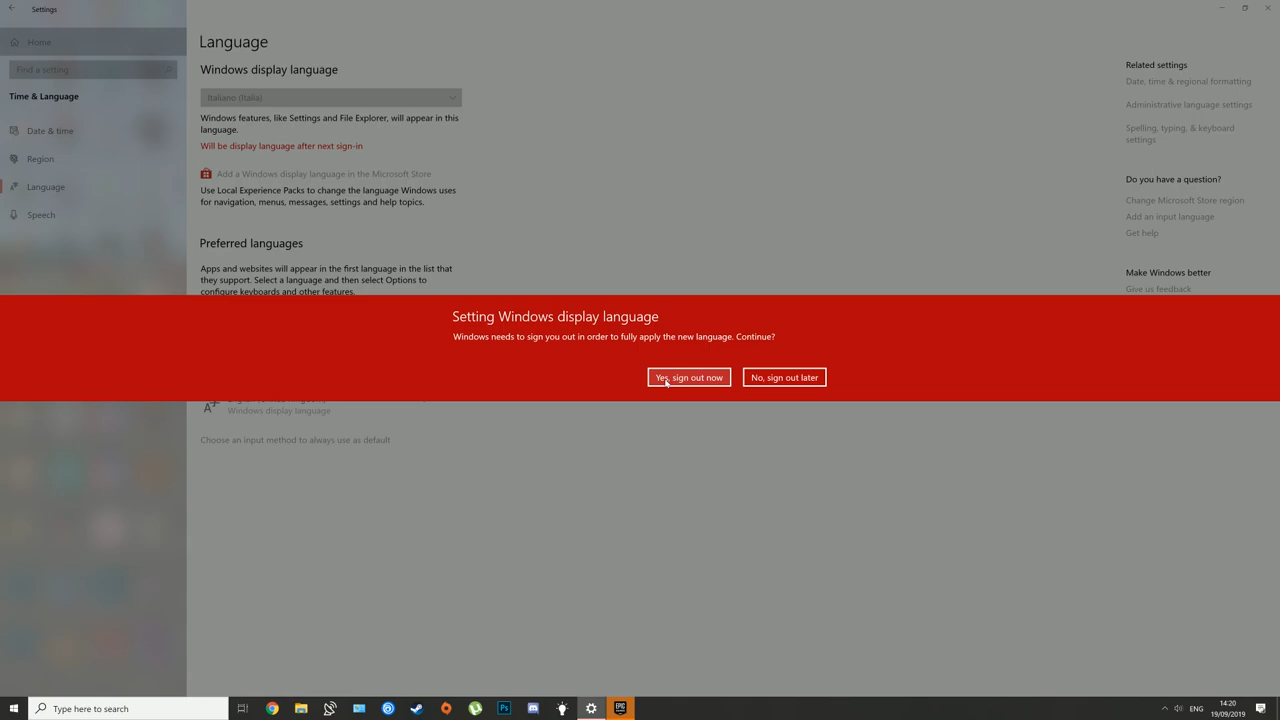 Settings
Home
Find a setting
Time & Language
Date & time
Region
Language
Speech
Language
Windows display language
Italiano (Italia)
Windows features, like Settings and File Explorer, will appear in this
language.
Will be display language after next sign-in
Add a Windows display language in the Microsoft Store
Use Local Experience Packs to change the language Windows uses
for navigation, menus, messages, settings and help topics.
Preferred languages
Apps and websites will appear in the first language in the list that
they support. Select a language and then select Options to
configure keyboards and other features.
Setting Windows display language
Windows needs to sign you out in order to fully apply the new language. Continue?
Yes, sign out now
No, sign out later
Windows display language
Choose an input method to always use as default
Related settings
Date, time & regional formatting
Administrative language settings
Spelling, typing, & keyboard
settings
Do you have a question?
Change Microsoft Store region
Add an input language
Get help
Make Windows better
Give us feedback
Type here to search
Ps
EPIC
ENG
14:20
19/09/2019